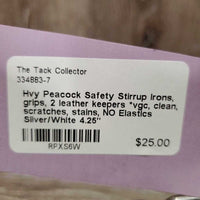 The Tack Collector
334883-7
Hvy Peacock Safety Stirrup Irons,
grips, 2 leather keepers *vgc, clean,
scratches, stains, NO Elastics
Silver/White 4.25"
RPXS6W
$25.00